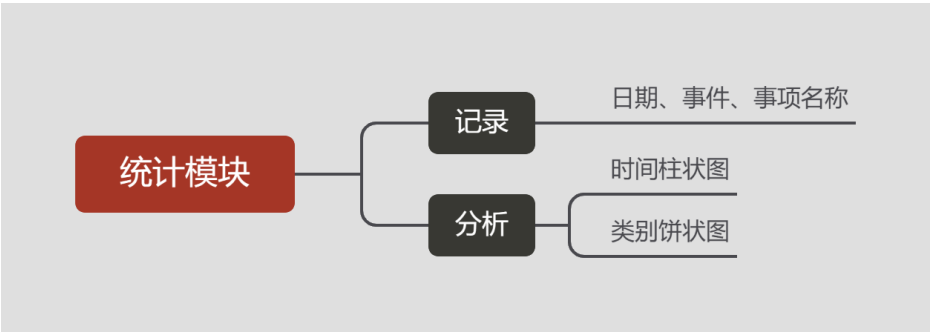 统计模块
记录
日期、事件、事项名称
分析
时间柱状图
类别饼状图